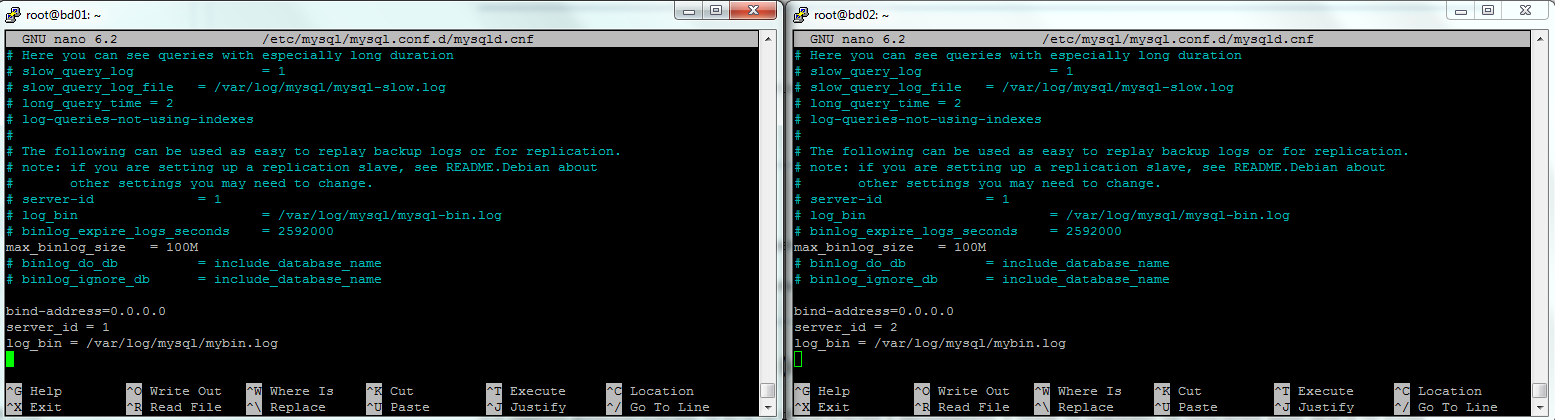 root@bd01: ~
GNU nano 6.2 /etc/mysql/mysql.conf.d/mysqld.cnf
# Here you can see queries with especially long duration
# slow_query_log = 1
# slow_query_log_file = /var/log/mysql/mysql-slow.log
# long_query_time = 2
# log-queries-not-using-indexes
#
# The following can be used as easy to replay backup logs or for replication.
# note: if you are setting up a replication slave, see README.Debian about
# other settings you may need to change.
# server-id = 1
# log_bin = /var/log/mysql/mysql-bin.log
# binlog_expire_logs_seconds = 2592000
max_binlog_size = 100M
# binlog_do_db = include_database_name
# binlog_ignore_db = include_database_name
bind-address=0.0.0.0
server_id = 1
log_bin = /var/log/mysql/mybin.log
^G Help ^O Write Out ^W Where Is ^K Cut ^T Execute ^C Location
^X Exit ^R Read File ^\ Replace ^U Paste ^J Justify ^/ Go To Line
root@bd02: ~
GNU nano 6.2 /etc/mysql/mysql.conf.d/mysqld.cnf
# Here you can see queries with especially long duration
# slow_query_log = 1
# slow_query_log_file = /var/log/mysql/mysql-slow.log
# long_query_time = 2
# log-queries-not-using-indexes
#
# The following can be used as easy to replay backup logs or for replication.
# note: if you are setting up a replication slave, see README.Debian about
# other settings you may need to change.
# server-id = 1
# log_bin = /var/log/mysql/mysql-bin.log
# binlog_expire_logs_seconds = 2592000
max_binlog_size = 100M
# binlog_do_db = include_database_name
# binlog_ignore_db = include_database_name
bind-address=0.0.0.0
server_id = 2
log_bin = /var/log/mysql/mybin.log
^G Help ^O Write Out ^W Where Is ^K Cut ^T Execute ^C Location
^X Exit ^R Read File ^\ Replace ^U Paste ^J Justify ^/ Go To Line